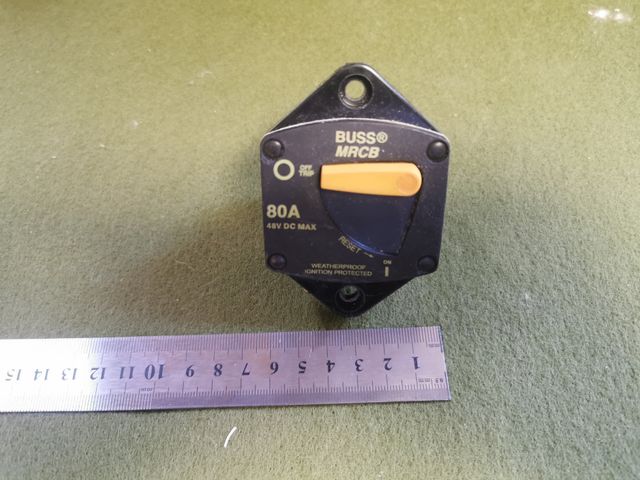 BUSS®
MRCB
OFF
TRIP
80A
48V DC MAX
RESET
ON
I
WEATHERPROOF
IGNITION PROTECTED
15 14 13 12 11 10 9 8 7 6 5 4 3 2 1